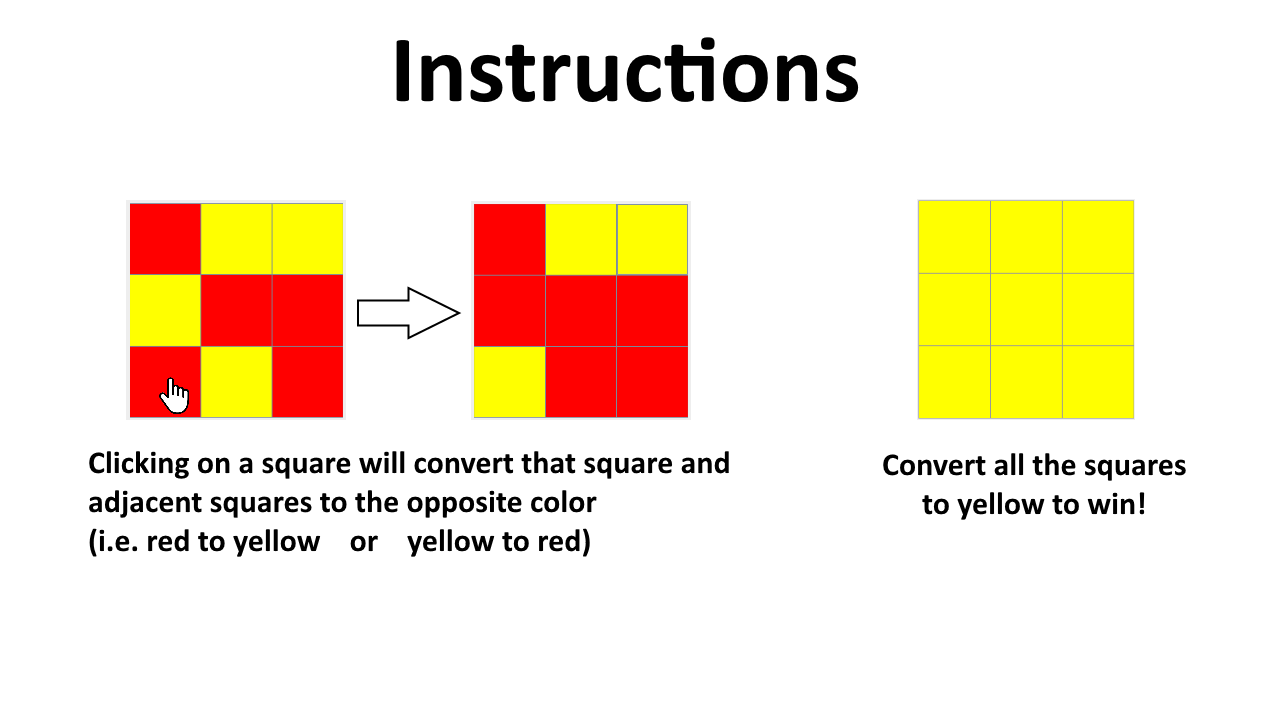 Instructions
Clicking on a square will convert that square and
adjacent squares to the opposite color
(i.e. red to yellow    or    yellow to red)
Convert all the squares
to yellow to win!